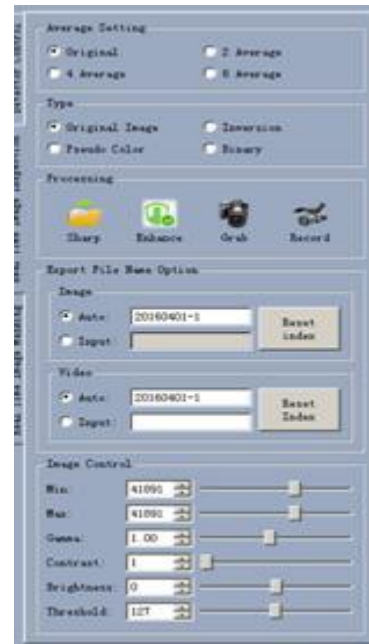 Average Setting
Original 2 Average
4 Average 8 Average
Type
Original Image Inversion
Pseudo Color Binary
Processing
Sharp Enhance Grab Record
Export File Name Option
Image
Auto: 20160401-1
Reset index
Input:
Video
Auto: 20160401-1
Reset Index
Input:
Image Control
Min: 41891
Max: 41891
Gamma: 1.00
Contrast: 1
Brightness: 0
Threshold: 127